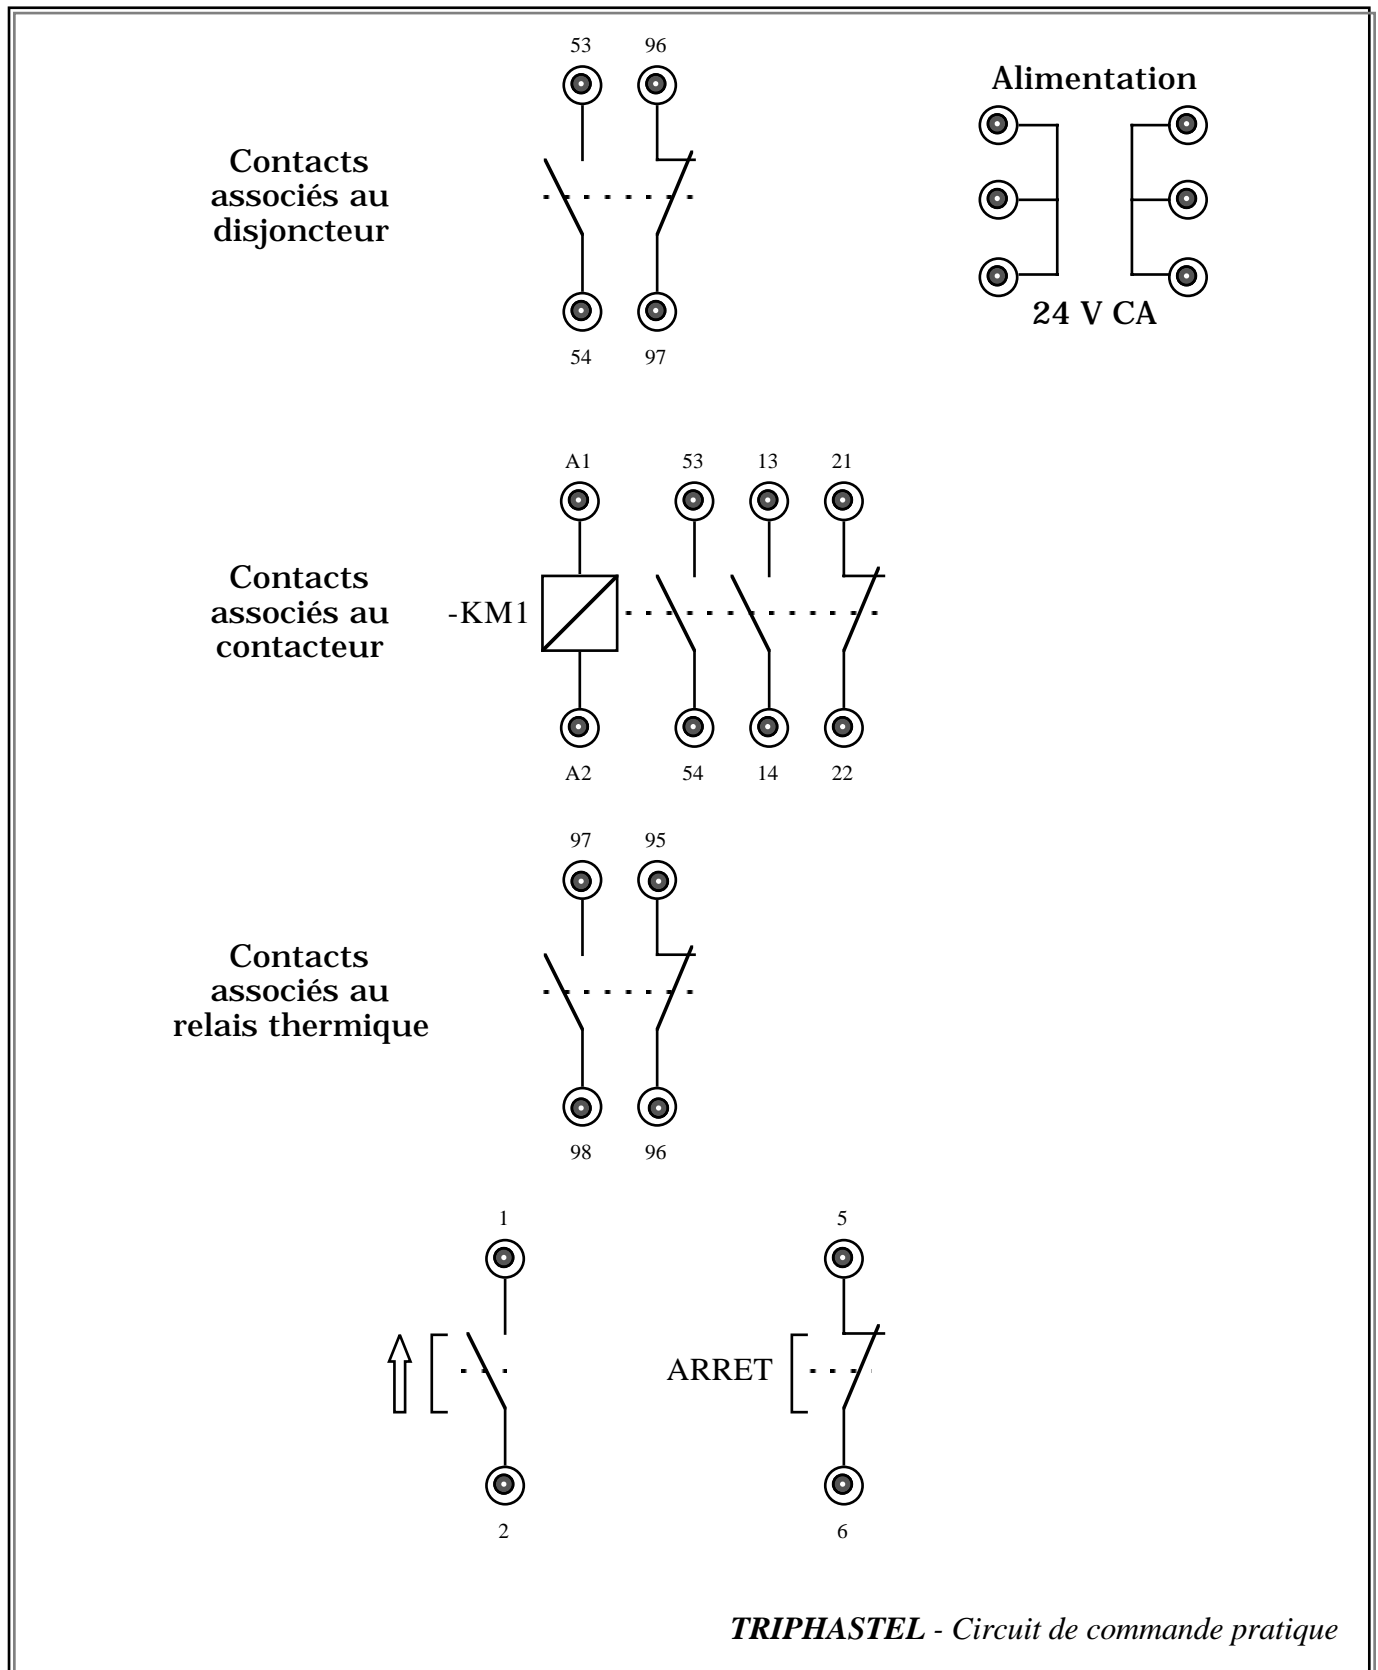 53 96
Alimentation
Contacts
associés au
disjoncteur
24 V CA
54 97
A1 53 13 21
Contacts
associés au
contacteur
-KM1
A2 54 14 22
97 95
Contacts
associés au
relais thermique
98 96
1 5
ARRET
2 6
TRIPHASTEL - Circuit de commande pratique